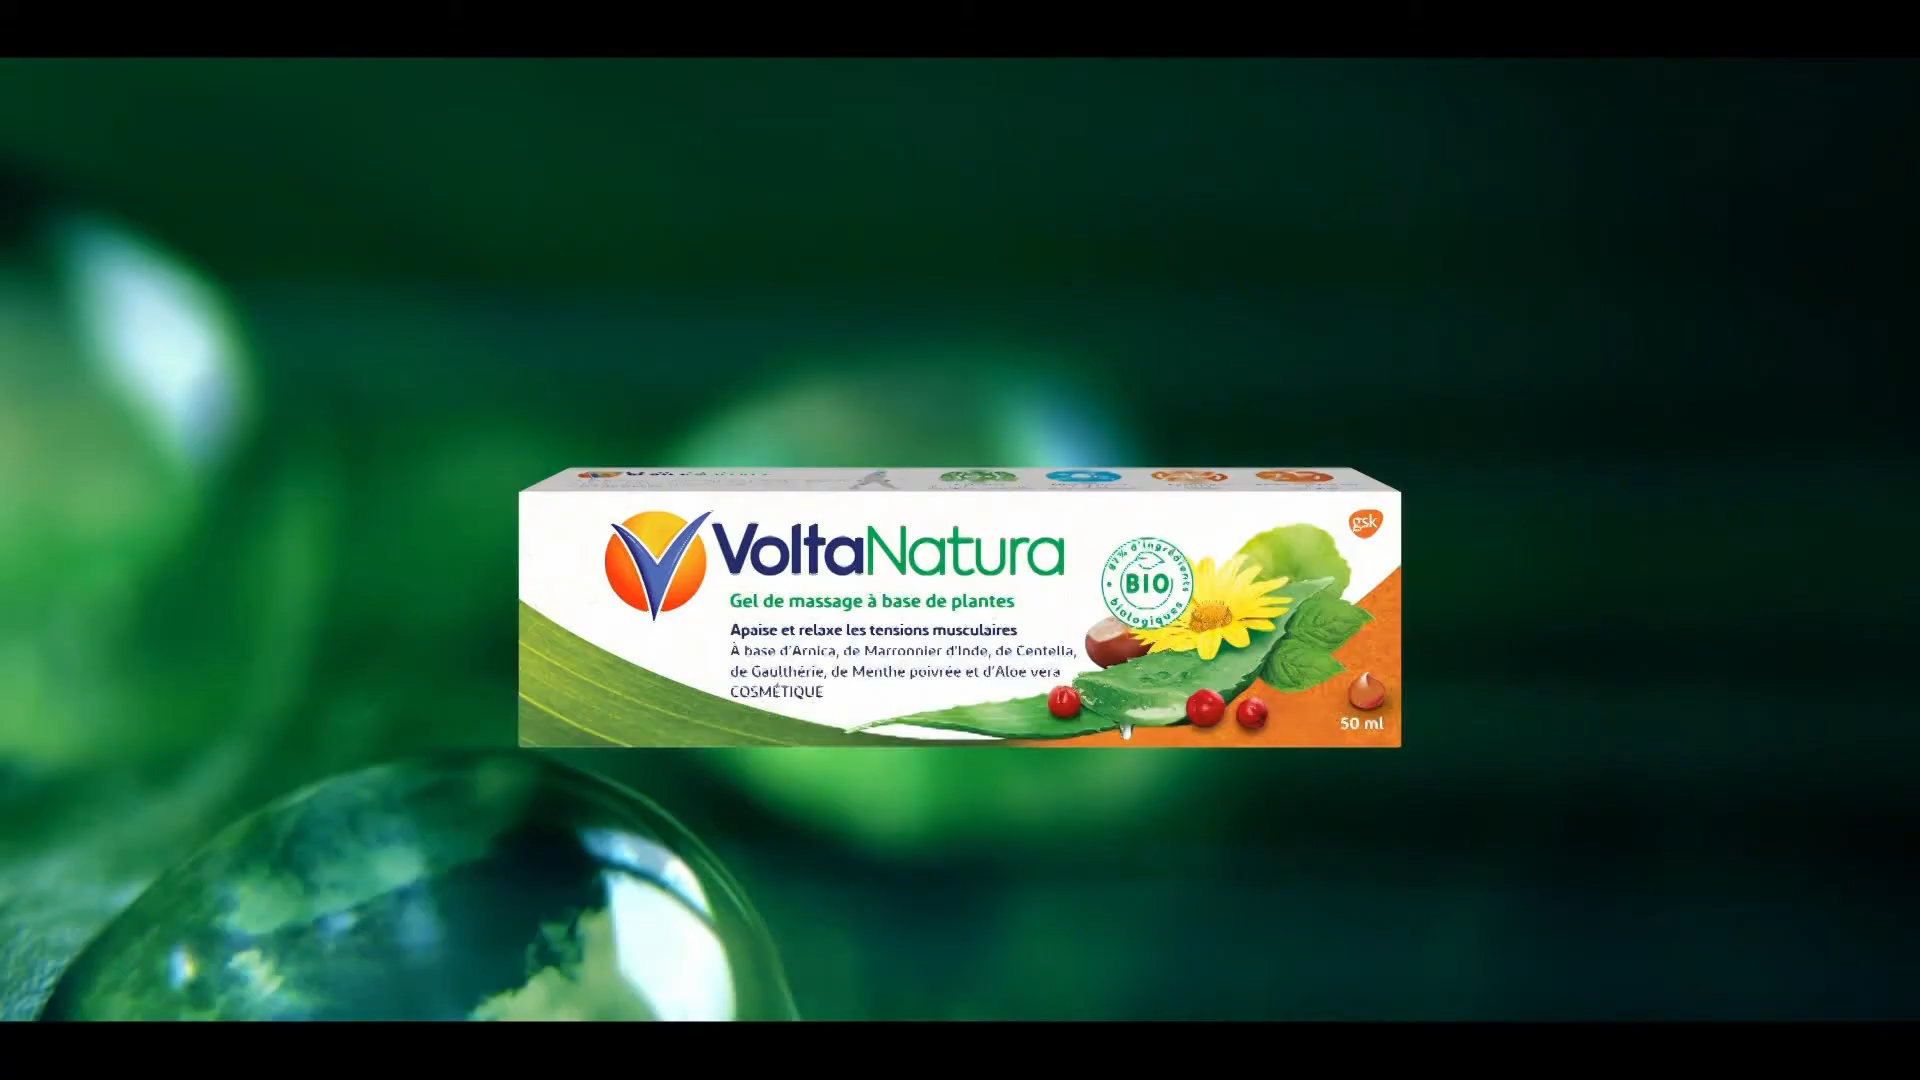 VoltaNatura
gsk
Gel de massage à base de plantes
Apaise et relaxe les tensions musculaires
À base d'Arnica, de Marronnier d'Inde, de Centella,
de Gaulthérie, de Menthe poivrée et d'Aloe vera
COSMÉTIQUE
d'ingrédients
BIO
biologiques
50 ml